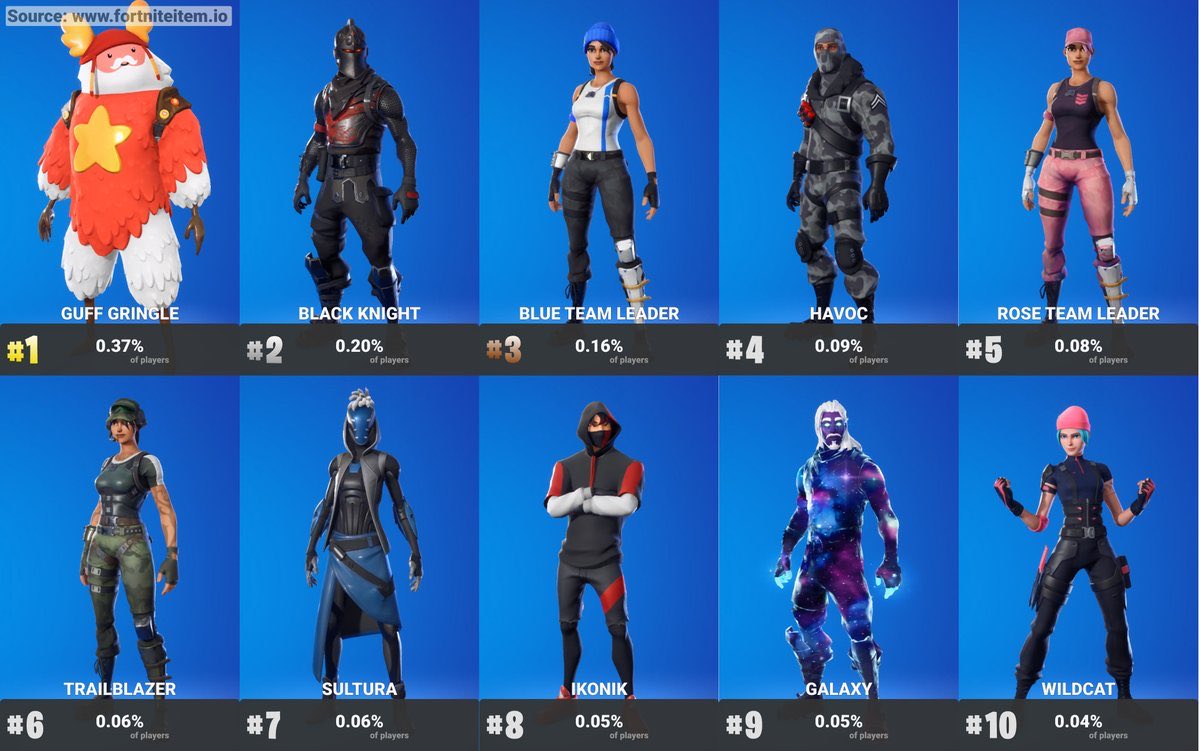 Source: www.fortniteitem.io
GUFF GRINGLE
#1
0.37%
of players
BLACK KNIGHT
#2
0.20%
of players
BLUE TEAM LEADER
#3
0.16%
of players
HAVOC
#4
0.09%
of players
ROSE TEAM LEADER
#5
0.08%
of players
TRAILBLAZER
#6
0.06%
of players
SULTURA
#7
0.06%
of players
IKONIK
#8
0.05%
of players
GALAXY
#9
0.05%
of players
WILDCAT
#10
0.04%
of players